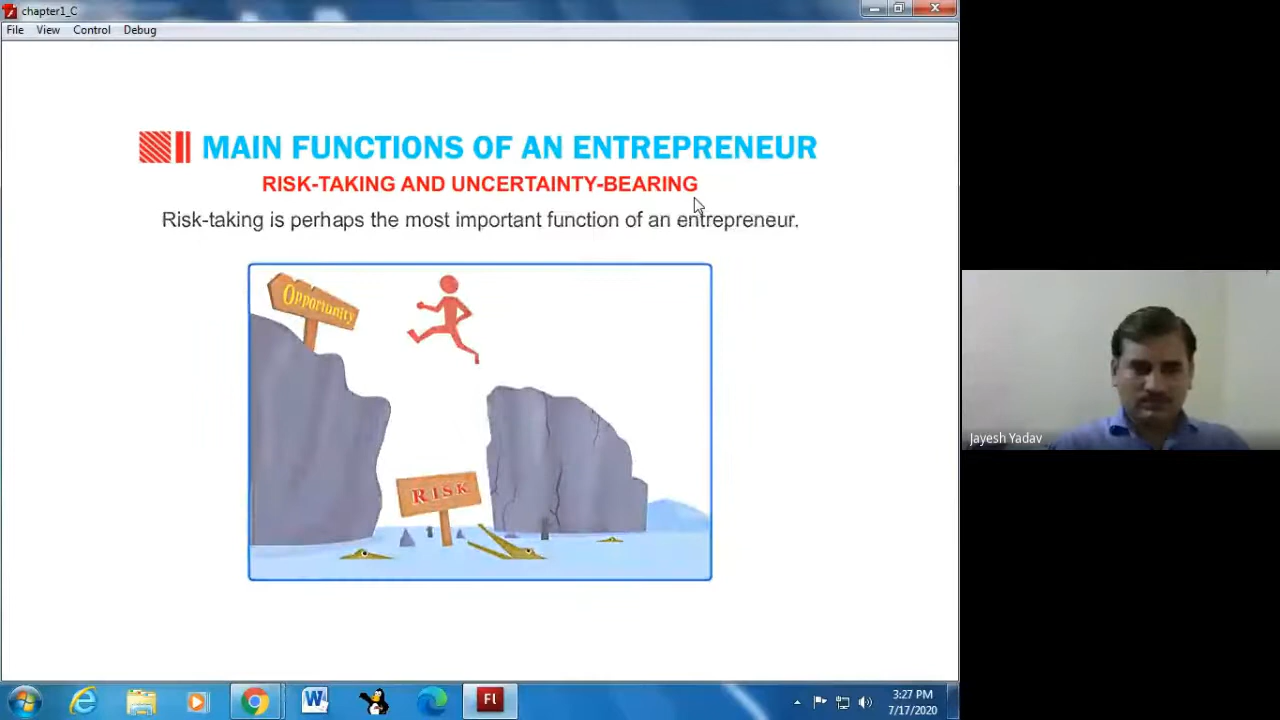 chapter1_C
File View Control Debug
MAIN FUNCTIONS OF AN ENTREPRENEUR
RISK-TAKING AND UNCERTAINTY-BEARING
Risk-taking is perhaps the most important function of an entrepreneur.
Opportunity
RISK
Jayesh Yadav
Fl
3:27 PM
7/17/2020